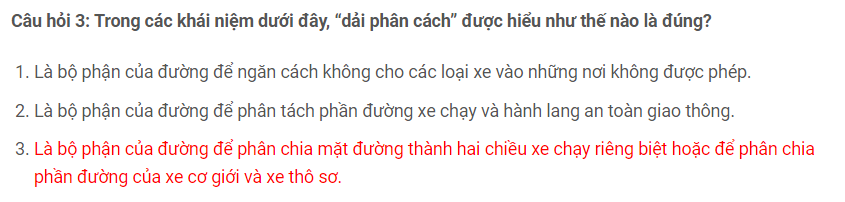 Câu hỏi 3: Trong các khái niệm dưới đây, “dải phân cách” được hiểu như thế nào là đúng?
1. Là bộ phận của đường để ngăn cách không cho các loại xe vào những nơi không được phép.
2. Là bộ phận của đường để phân tách phần đường xe chạy và hành lang an toàn giao thông.
3. Là bộ phận của đường để phân chia mặt đường thành hai chiều xe chạy riêng biệt hoặc để phân chia
phần đường của xe cơ giới và xe thô sơ.